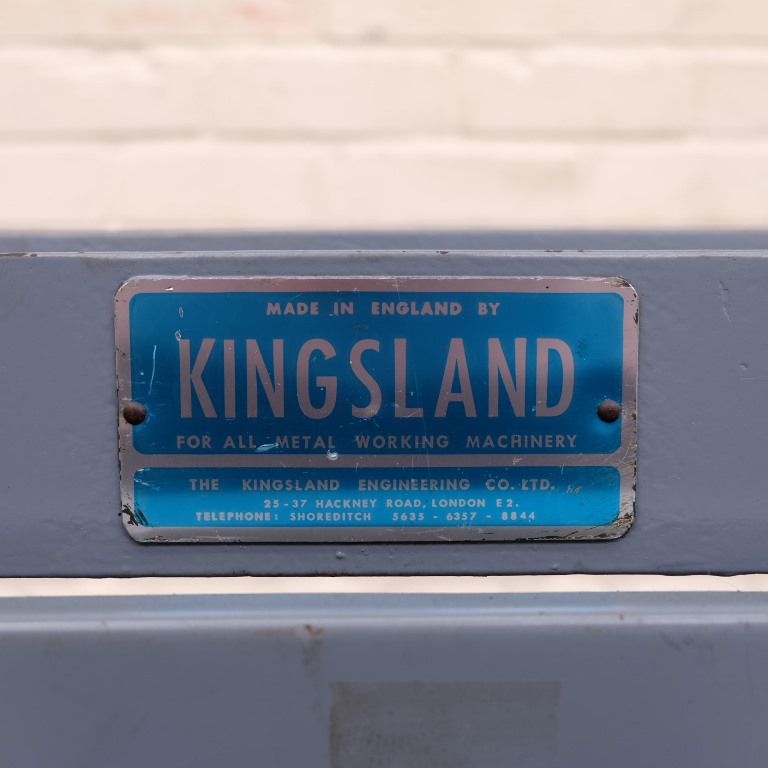 MADE IN ENGLAND BY
KINGSLAND
FOR ALL METAL WORKING MACHINERY
THE KINGSLAND ENGINEERING CO. LTD.
25-37 HACKNEY ROAD, LONDON E2.
TELEPHONE: SHOREDITCH 5635 - 6357 - 8844